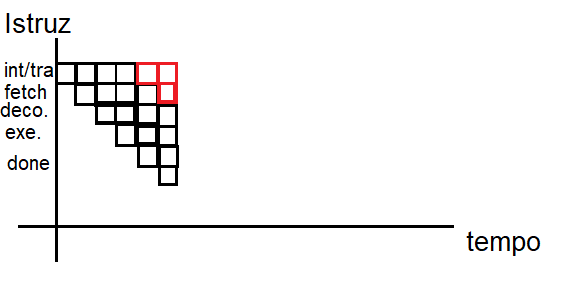 Istruz
int/tra
fetch
deco.
exe.
done
tempo